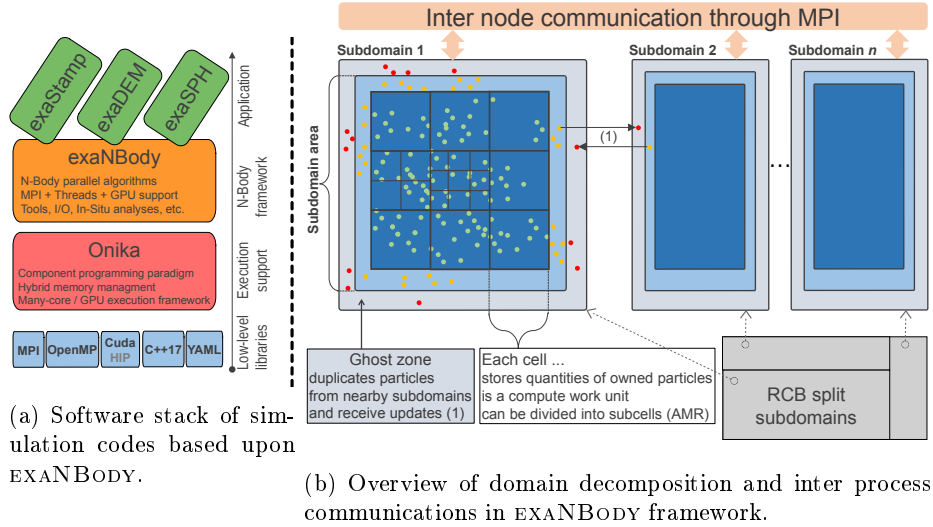 exaStamp
exaDEM
exaSPH
Application
exaNBody
N-Body parallel algorithms
MPI + Threads + GPU support
Tools, I/O, In-Situ analyses, etc.
N-Body
framework
Onika
Component programming paradigm
Hybrid memory managment
Many-core / GPU execution framework
Execution
support
MPI
OpenMP
Cuda
HIP
C++17
YAML
Low-level
libraries
(a) Software stack of sim-
ulation codes based upon
EXANBODY.
Inter node communication through MPI
Subdomain 1
Subdomain 2
Subdomain n
Subdomain area
(1)
...
Ghost zone
duplicates particles
from nearby subdomains
and receive updates (1)
Each cell ...
stores quantities of owned particles
is a compute work unit
can be divided into subcells (AMR)
RCB split
subdomains
(b) Overview of domain decomposition and inter process
communications in EXANBODY framework.